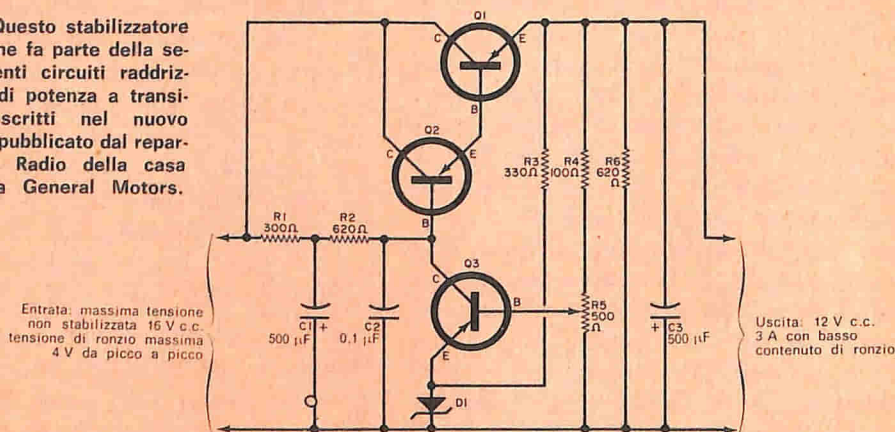 Questo stabilizzatore
ne fa parte della se-
enti circuiti raddriz-
di potenza a transi-
scritti nel nuovo
pubblicato dal repar-
Radio della casa
a General Motors.
Q1
C
E
B
Q2
C
E
B
R3
330Ω
R4
100Ω
R6
620
Ω
R1
300Ω
R2
620Ω
Q3
C
B
E
R5
500
Ω
Entrata: massima tensione
non stabilizzata 16 V c.c.
tensione di ronzio massima
4 V da picco a picco
C1
+
500 µF
C2
0,1 µF
+
C3
500 µF
Uscita: 12 V c.c.
3 A con basso
contenuto di ronzio
D1